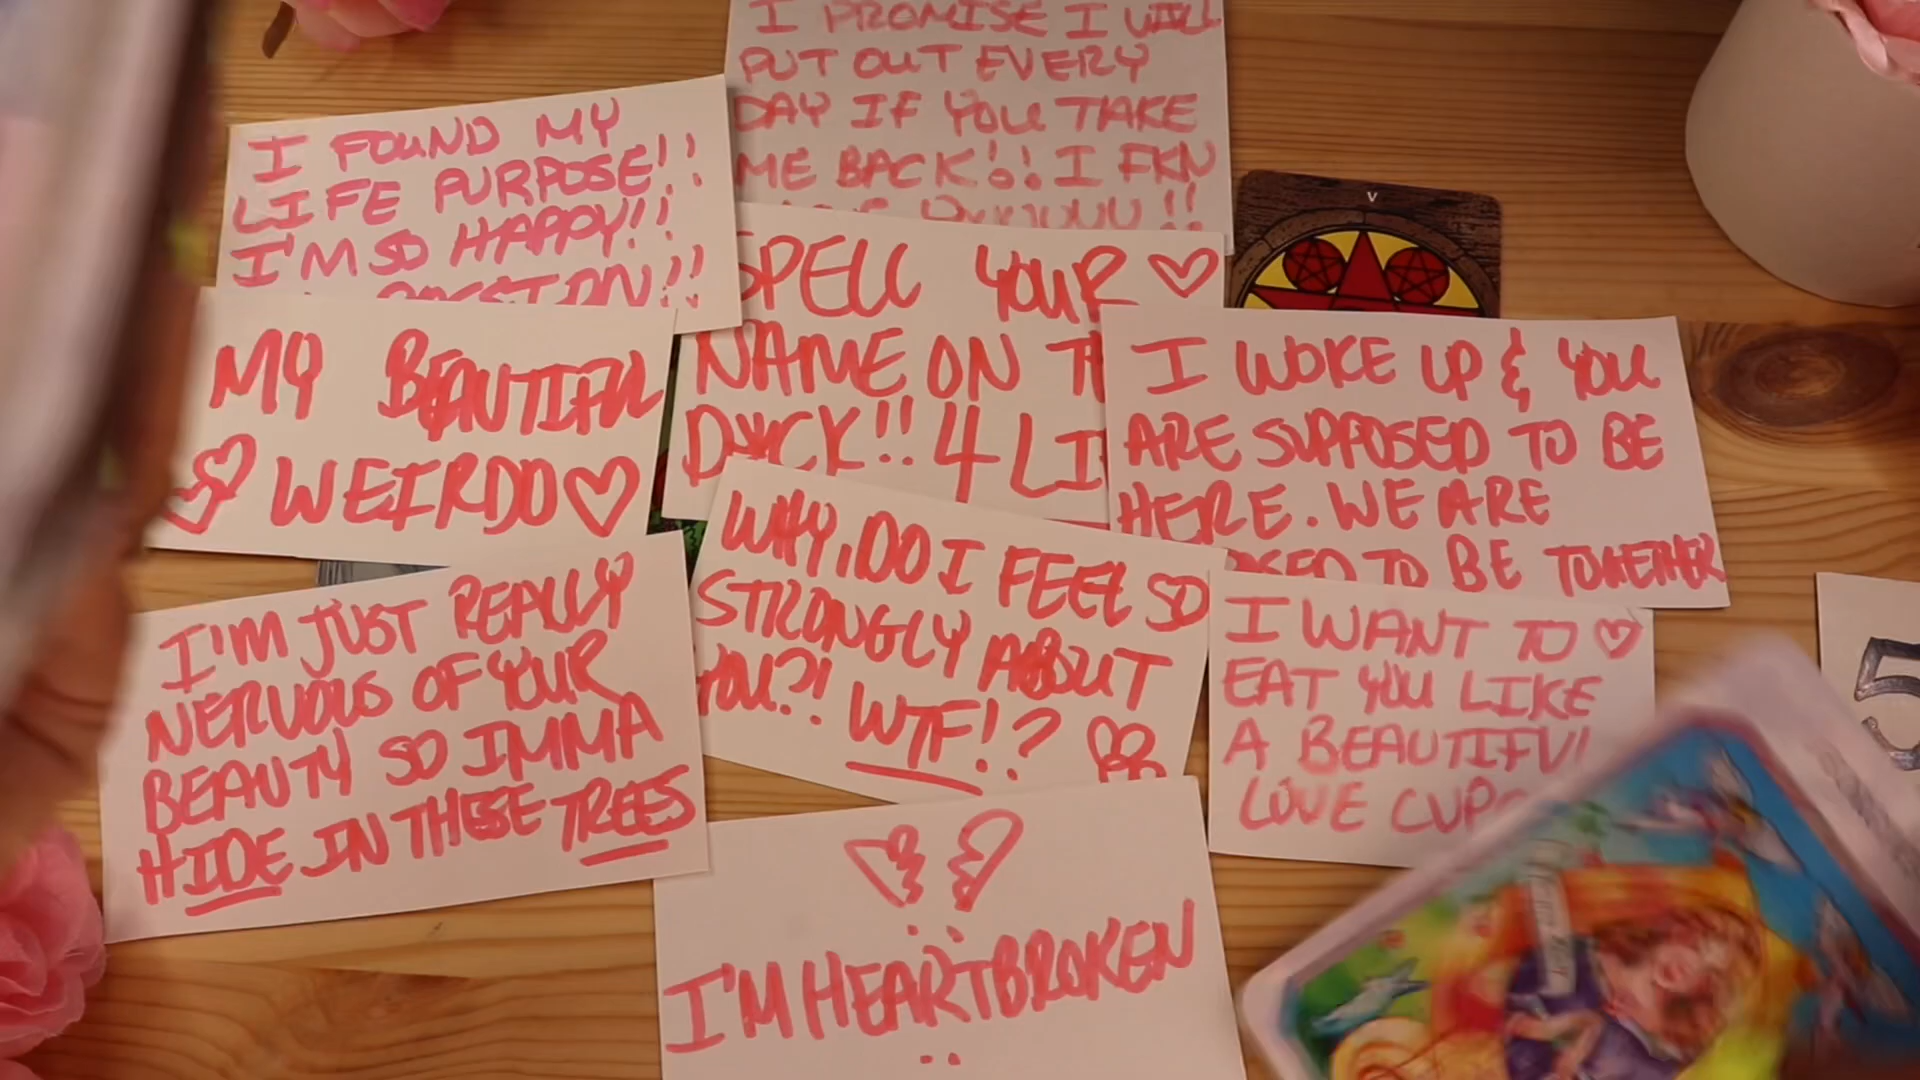 I PROMISE I WILL
PUT OUT EVERY
DAY IF YOU TAKE
ME BACK!! I FKN
I FOUND MY
LIFE PURPOSE!!
I'M SO HAPPY!!
V
SPELL YOUR ♡
NAME ON
D*CK!! 4
MY BEAUTIFUL
WEIRDO ♡
I WOKE UP & YOU
ARE SUPPOSED TO BE
HERE. WE ARE
TO BE TOGETHER
I'M JUST REALLY
NERVOUS OF YOUR
BEAUTY SO IMMA
HIDE IN THESE TREES
WHY, DO I FEEL SO
STRONGLY ABOUT
YOU?! WTF!?
I WANT TO ♡
EAT YOU LIKE
A BEAUTIFUL
LOVE
5
I'M HEARTBROKEN